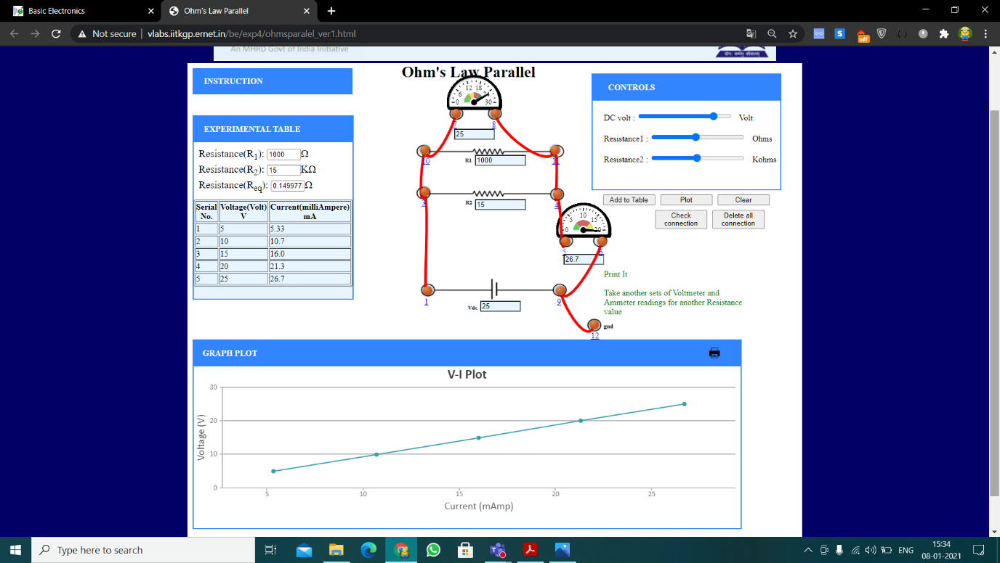 Basic Electronics
Ohm's Law Parallel
Not secure
vlabs.iitkgp.ernet.in/be/exp4/ohmsparalel_ver1.html
off
An MHRD Govt of India Initiative
योगः कर्मसु कौशलम्
INSTRUCTION
EXPERIMENTAL TABLE
Resistance(R1): 1000 Ω
Resistance(R2): 15 KΩ
Resistance(Req): 0.149977 Ω
Serial No. Voltage(Volt) V Current(milliAmpere) mA
1 5 5.33
2 10 10.7
3 15 16.0
4 20 21.3
5 25 26.7
Ohm's Law Parallel
0 6 12 18 24 30
7 8
25
10 11
R1 1000
3 4
R2 15
0 5 10 15 20
5 6
26.7
1 9
Vdc 25
gnd
12
CONTROLS
DC volt : Volt
Resistance1 : Ohms
Resistance2 : Kohms
Add to Table Plot Clear
Check connection Delete all connection
Print It
Take another sets of Voltmeter and
Ammeter readings for another Resistance
value
GRAPH PLOT
V-I Plot
Voltage (V)
30
20
10
0
5 10 15 20 25
Current (mAmp)
Type here to search
ENG
15:34
08-01-2021